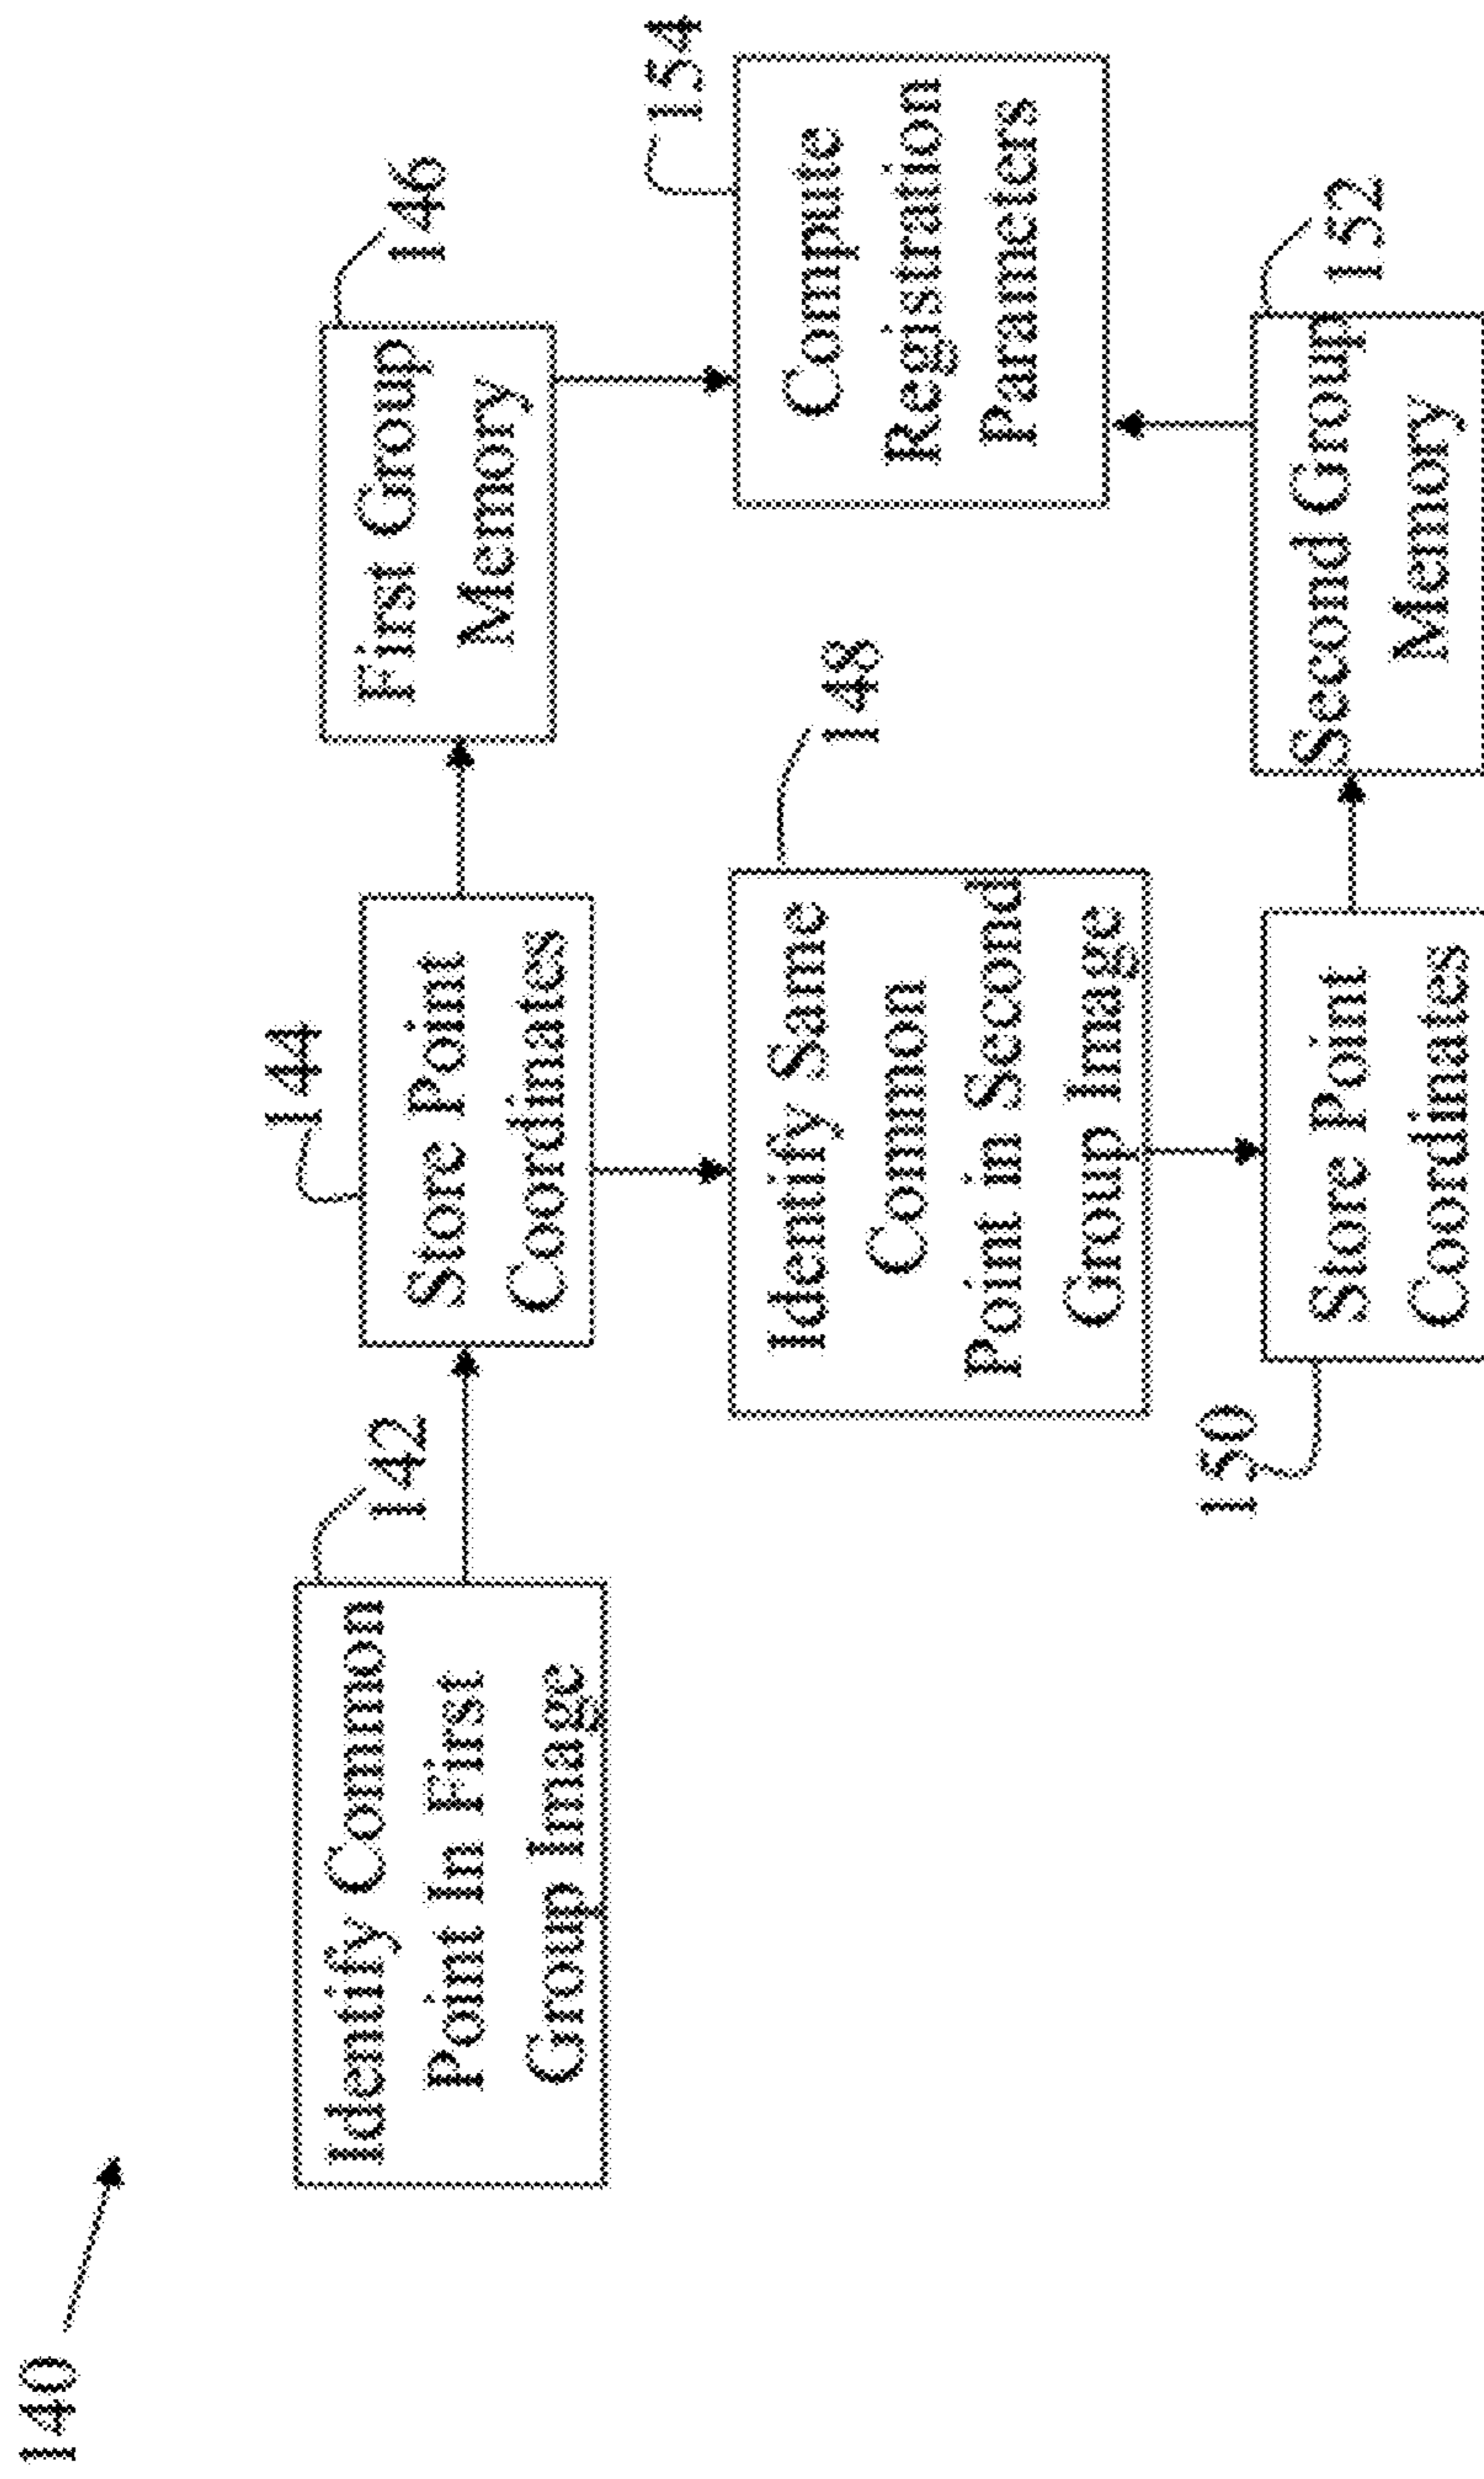 140
142
Identify Common
Point In First
Group Image
144
Store Point
Coordinates
146
First Group
Memory
148
Identify Same
Common
Point in Second
Group Image
154
Compute
Registration
Parameters
150
Store Point
Coordinates
152
Second Group
Memory